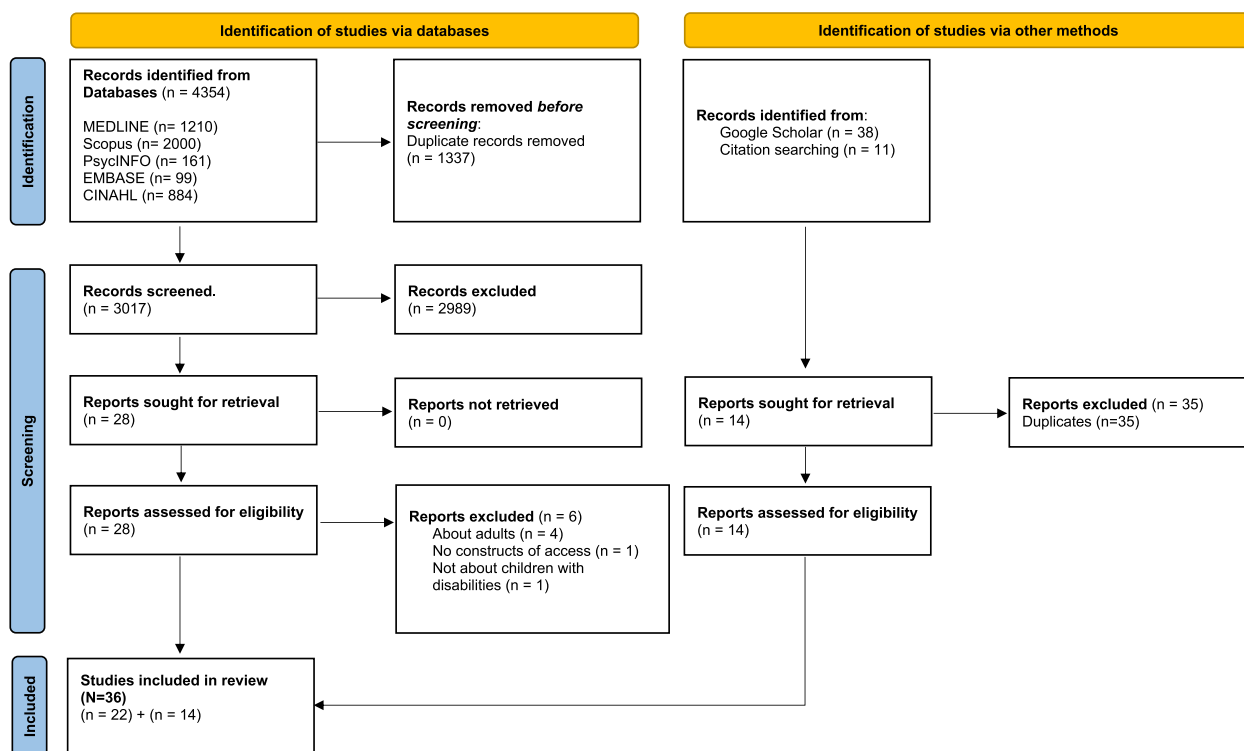 Identification of studies via databases
Identification of studies via other methods
Identification
Records identified from
Databases (n = 4354)
MEDLINE (n= 1210)
Scopus (n= 2000)
PsycINFO (n= 161)
EMBASE (n= 99)
CINAHL (n= 884)
Records removed before
screening:
Duplicate records removed
(n = 1337)
Records identified from:
Google Scholar (n = 38)
Citation searching (n = 11)
Screening
Records screened.
(n = 3017)
Records excluded
(n = 2989)
Reports sought for retrieval
(n = 28)
Reports not retrieved
(n = 0)
Reports sought for retrieval
(n = 14)
Reports excluded (n = 35)
Duplicates (n=35)
Reports assessed for eligibility
(n = 28)
Reports excluded (n = 6)
About adults (n = 4)
No constructs of access (n = 1)
Not about children with
disabilities (n = 1)
Reports assessed for eligibility
(n = 14)
Included
Studies included in review
(N=36)
(n = 22) + (n = 14)